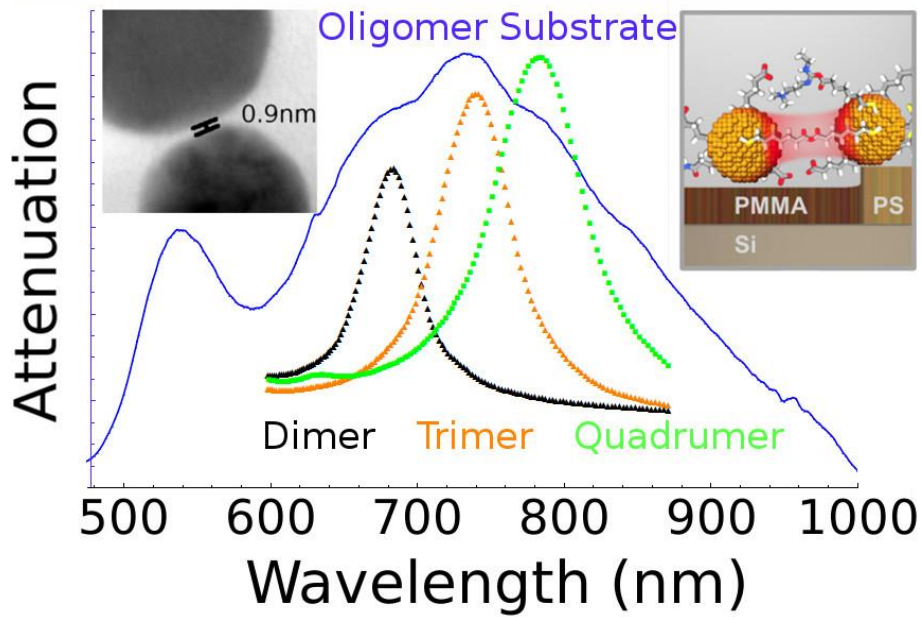 Oligomer Substrate
0.9nm
PMMA
PS
Si
Attenuation
Dimer
Trimer
Quadrumer
500 600 700 800 900 1000
Wavelength (nm)